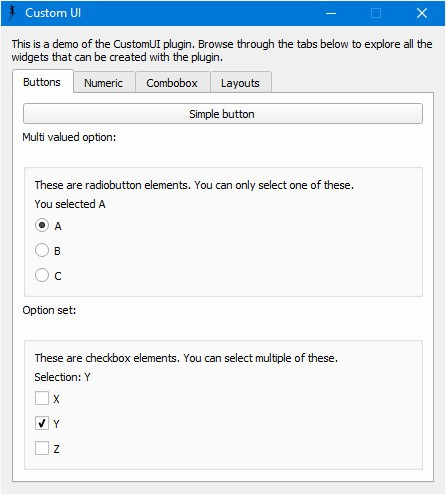 Custom UI
This is a demo of the CustomUI plugin. Browse through the tabs below to explore all the
widgets that can be created with the plugin.
Buttons Numeric Combobox Layouts
Simple button
Multi valued option:
These are radiobutton elements. You can only select one of these.
You selected A
A
B
C
Option set:
These are checkbox elements. You can select multiple of these.
Selection: Y
X
Y
Z